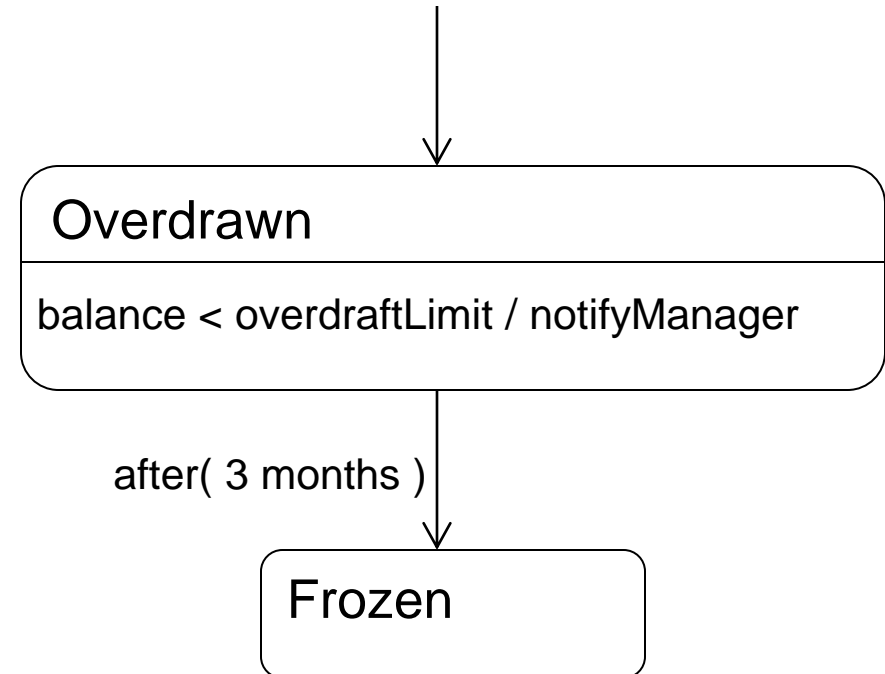 Overdrawn
balance < overdraftLimit / notifyManager
after( 3 months )
Frozen